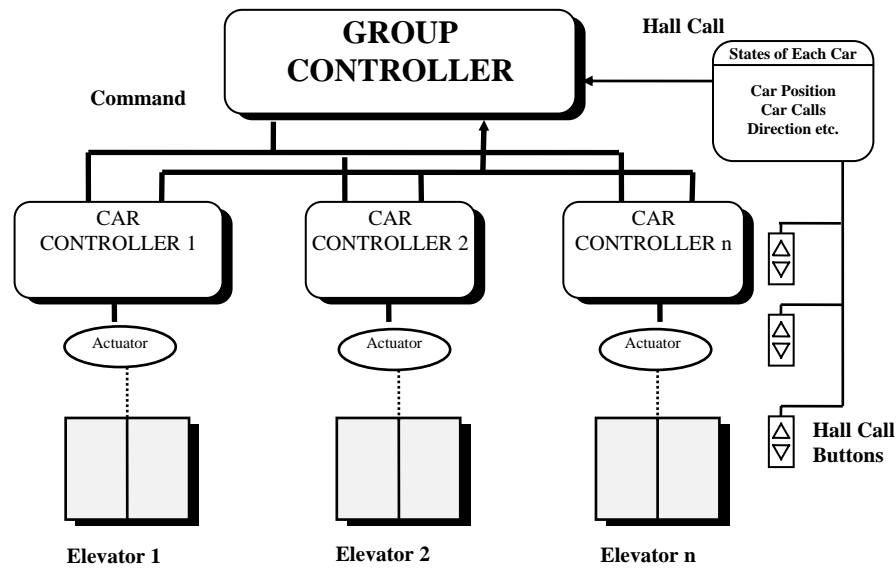 GROUP
CONTROLLER
Hall Call
States of Each Car
Car Position
Car Calls
Direction etc.
Command
CAR
CONTROLLER 1
CAR
CONTROLLER 2
CAR
CONTROLLER n
Actuator
Actuator
Actuator
Hall Call
Buttons
Elevator 1
Elevator 2
Elevator n